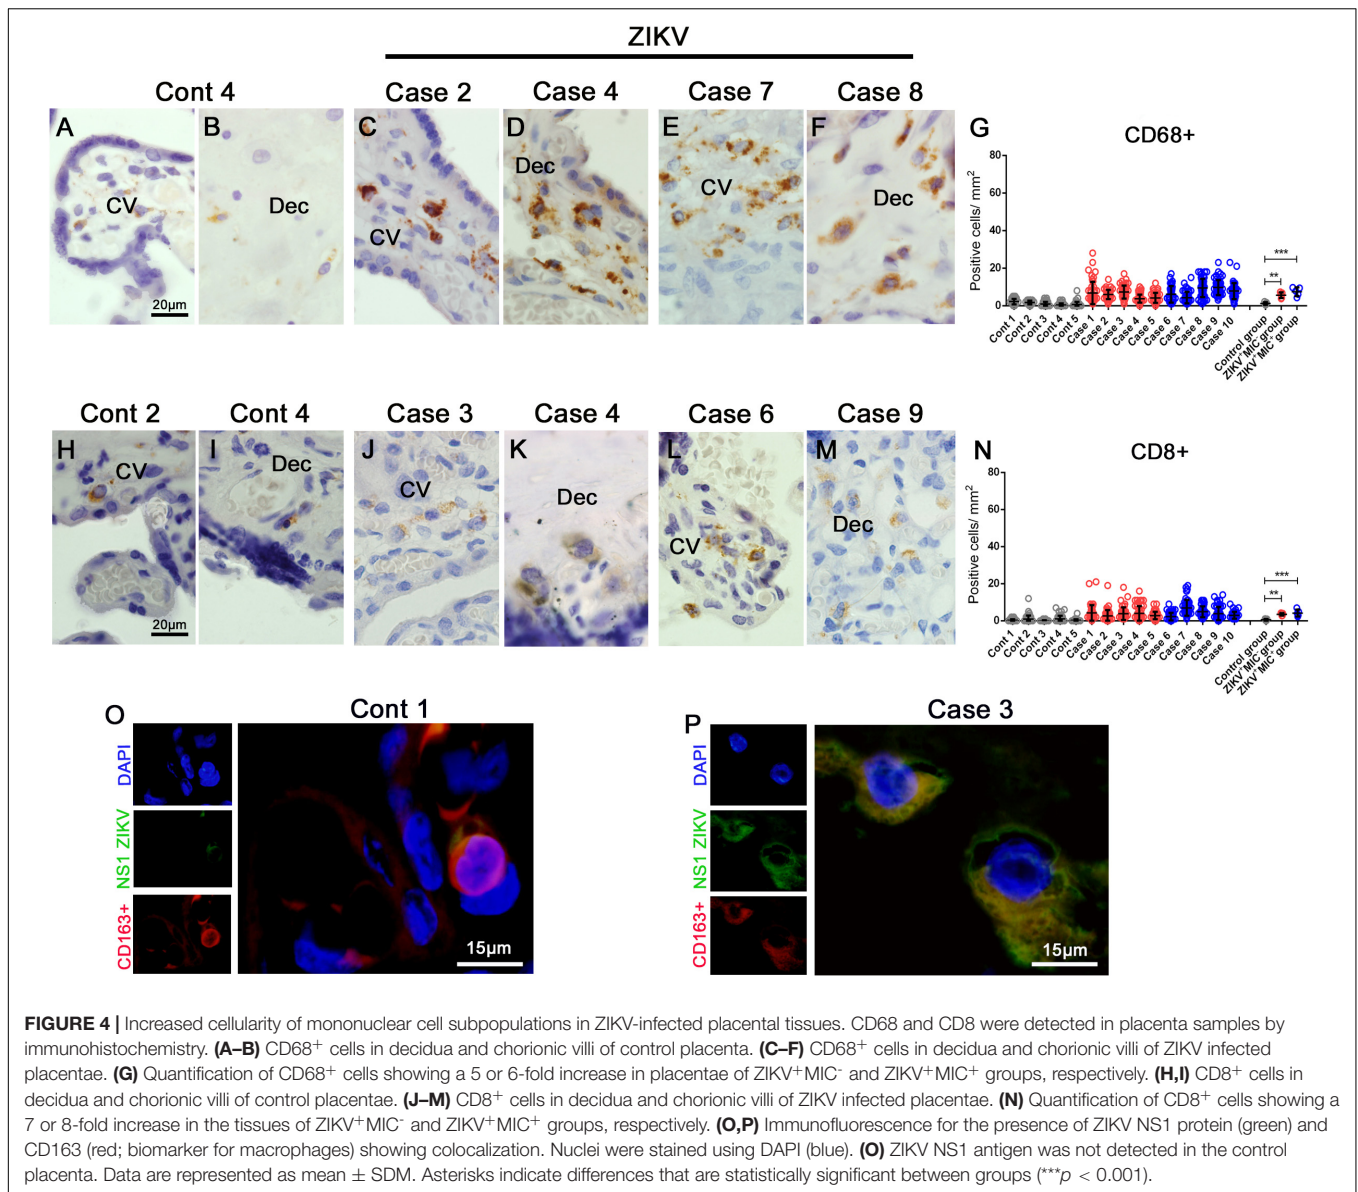 ZIKV
Cont 4
Case 2
Case 4
Case 7
Case 8
A
CV
20µm
B
Dec
C
CV
D
Dec
E
CV
F
Dec
G
CD68+
Positive cells/ mm²
80
60
40
20
0
*** 
**
Cont 1
Cont 2
Cont 3
Cont 4
Cont 5
Case 1
Case 2
Case 3
Case 4
Case 5
Case 6
Case 7
Case 8
Case 9
Case 10
Control group
ZIKV⁺MIC⁻group
ZIKV⁺MIC⁺ group
Cont 2
Cont 4
Case 3
Case 4
Case 6
Case 9
H
CV
20µm
I
Dec
J
CV
K
Dec
L
CV
M
Dec
N
CD8+
Positive cells/ mm²
80
60
40
20
0
***
**
Cont 1
Cont 2
Cont 3
Cont 4
Cont 5
Case 1
Case 2
Case 3
Case 4
Case 5
Case 6
Case 7
Case 8
Case 9
Case 10
Control group
ZIKV⁺MIC⁻group
ZIKV⁺MIC⁺ group
O
Cont 1
DAPI
NS1 ZIKV
CD163+
15µm
P
Case 3
DAPI
NS1 ZIKV
CD163+
15µm
FIGURE 4 | Increased cellularity of mononuclear cell subpopulations in ZIKV-infected placental tissues. CD68 and CD8 were detected in placenta samples by
immunohistochemistry. (A–B) CD68⁺ cells in decidua and chorionic villi of control placenta. (C–F) CD68⁺ cells in decidua and chorionic villi of ZIKV infected
placentae. (G) Quantification of CD68⁺ cells showing a 5 or 6-fold increase in placentae of ZIKV⁺MIC⁻ and ZIKV⁺MIC⁺ groups, respectively. (H,I) CD8⁺ cells in
decidua and chorionic villi of control placentae. (J–M) CD8⁺ cells in decidua and chorionic villi of ZIKV infected placentae. (N) Quantification of CD8⁺ cells showing a
7 or 8-fold increase in the tissues of ZIKV⁺MIC⁻ and ZIKV⁺MIC⁺ groups, respectively. (O,P) Immunofluorescence for the presence of ZIKV NS1 protein (green) and
CD163 (red; biomarker for macrophages) showing colocalization. Nuclei were stained using DAPI (blue). (O) ZIKV NS1 antigen was not detected in the control
placenta. Data are represented as mean ± SDM. Asterisks indicate differences that are statistically significant between groups (***p < 0.001).